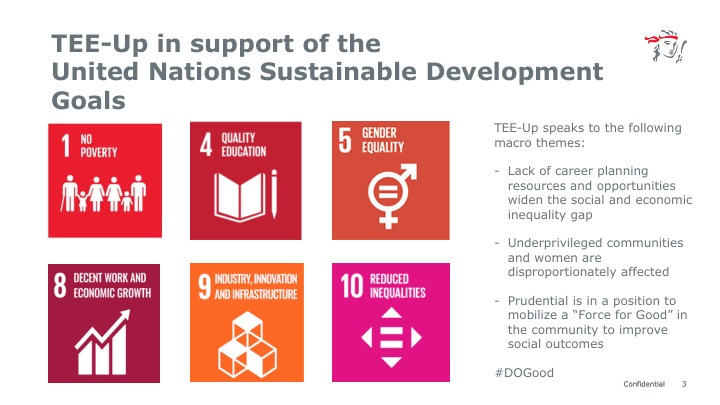 TEE-Up in support of the
United Nations Sustainable Development
Goals
1 NO
POVERTY
4 QUALITY
EDUCATION
5 GENDER
EQUALITY
8 DECENT WORK AND
ECONOMIC GROWTH
9 INDUSTRY, INNOVATION
AND INFRASTRUCTURE
10 REDUCED
INEQUALITIES
TEE-Up speaks to the following
macro themes:
- Lack of career planning
resources and opportunities
widen the social and economic
inequality gap
- Underprivileged communities
and women are
disproportionately affected
- Prudential is in a position to
mobilize a “Force for Good” in
the community to improve
social outcomes
#DOGood
Confidential 3